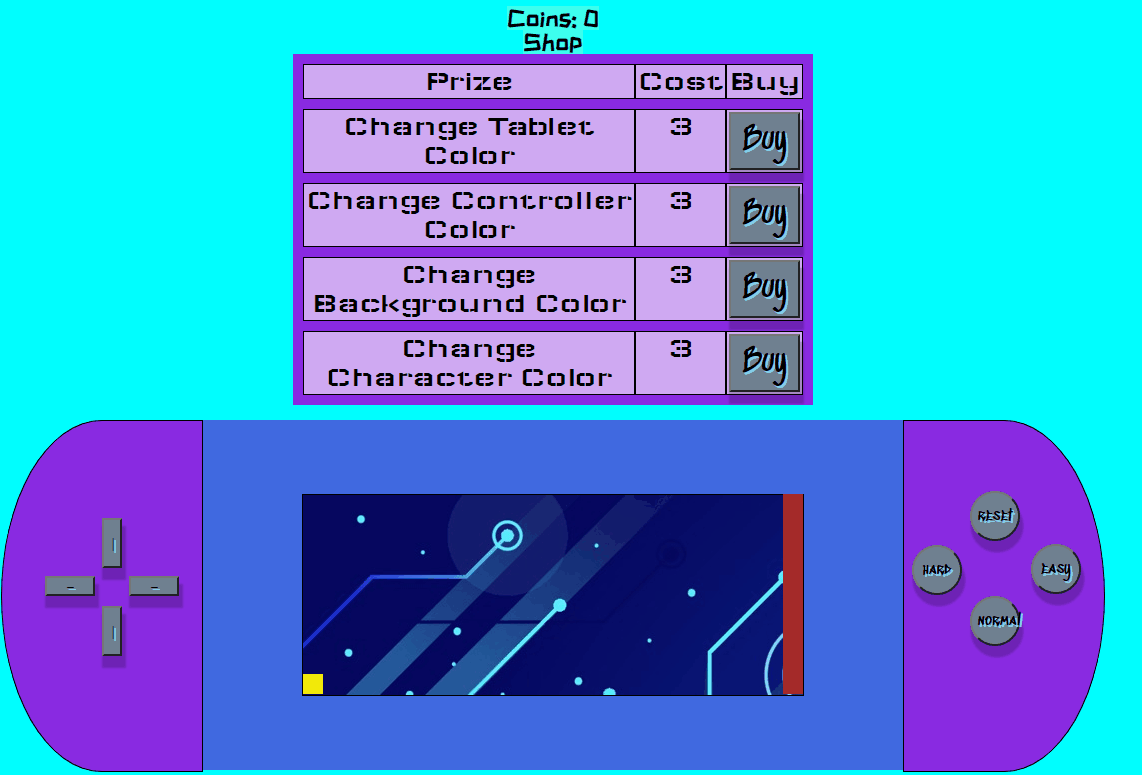 Coins: 0
Shop
Prize Cost Buy
Change Tablet 3 Buy
Color
Change Controller 3 Buy
Color
Change 3 Buy
Background Color
Change 3 Buy
Character Color
RESET
HARD EASY
NORMAL